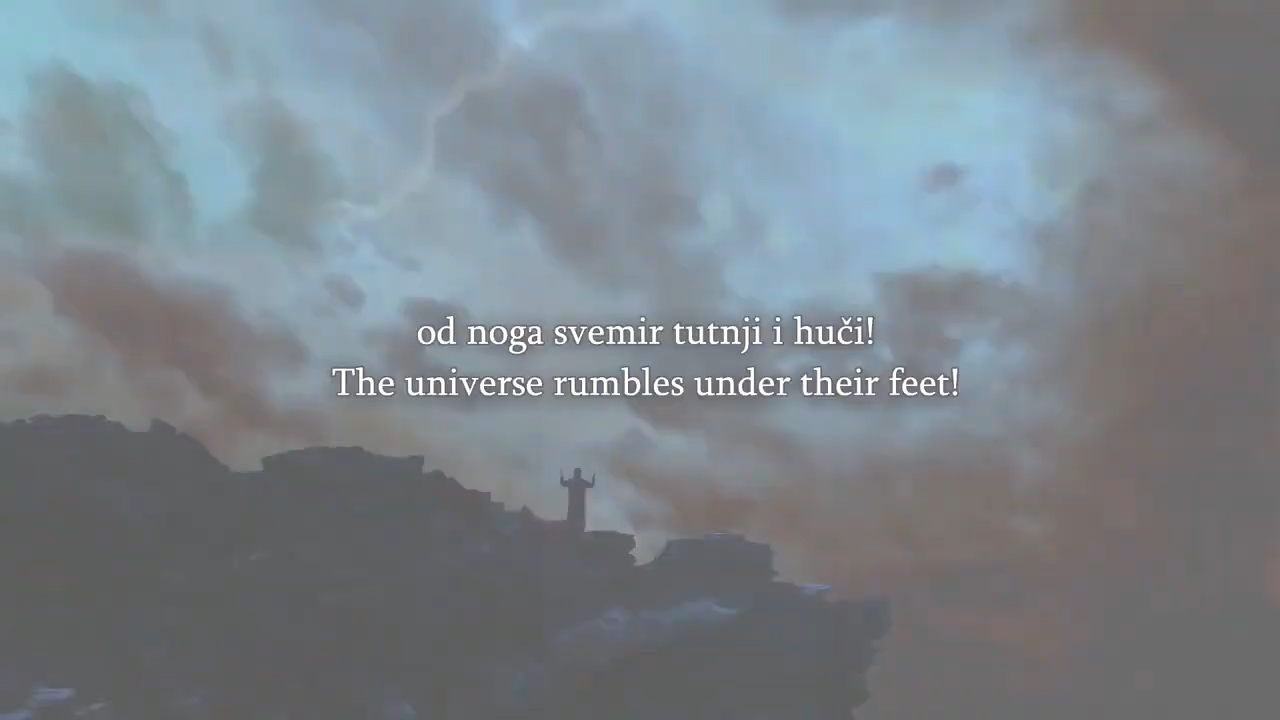 od noga svemir tutnji i huči!
The universe rumbles under their feet!